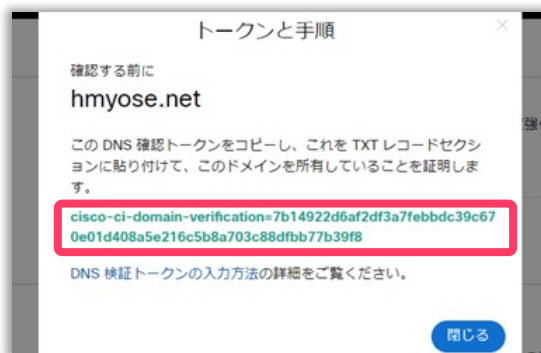 トークンと手順
確認する前に
hmyose.net
この DNS 確認トークンをコピーし、これを TXT レコードセクシ
ョンに貼り付けて、このドメインを所有していることを証明しま
す。
cisco-ci-domain-verification=7b14922d6af2df3a7febbdc39c67
0e01d408a5e216c5b8a703c88dfbb77b39f8
DNS 検証トークンの入力方法の詳細をご覧ください。
閉じる